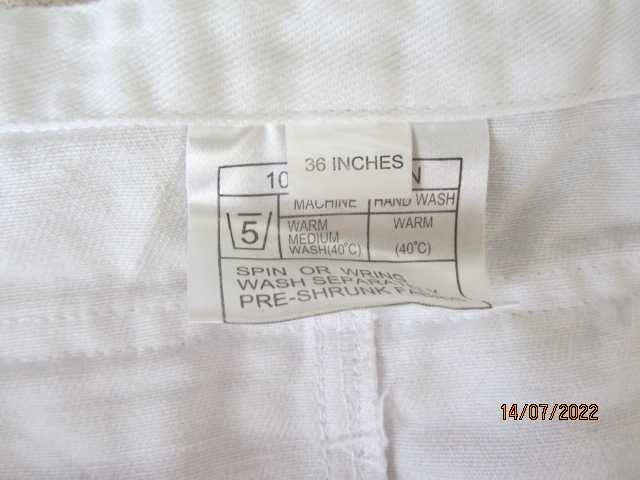 36 INCHES
10 N
MACHINE HAND WASH
5 WARM MEDIUM WASH(40°C) WARM (40°C)
SPIN OR WRING
WASH SEPARATELY
PRE-SHRUNK
14/07/2022